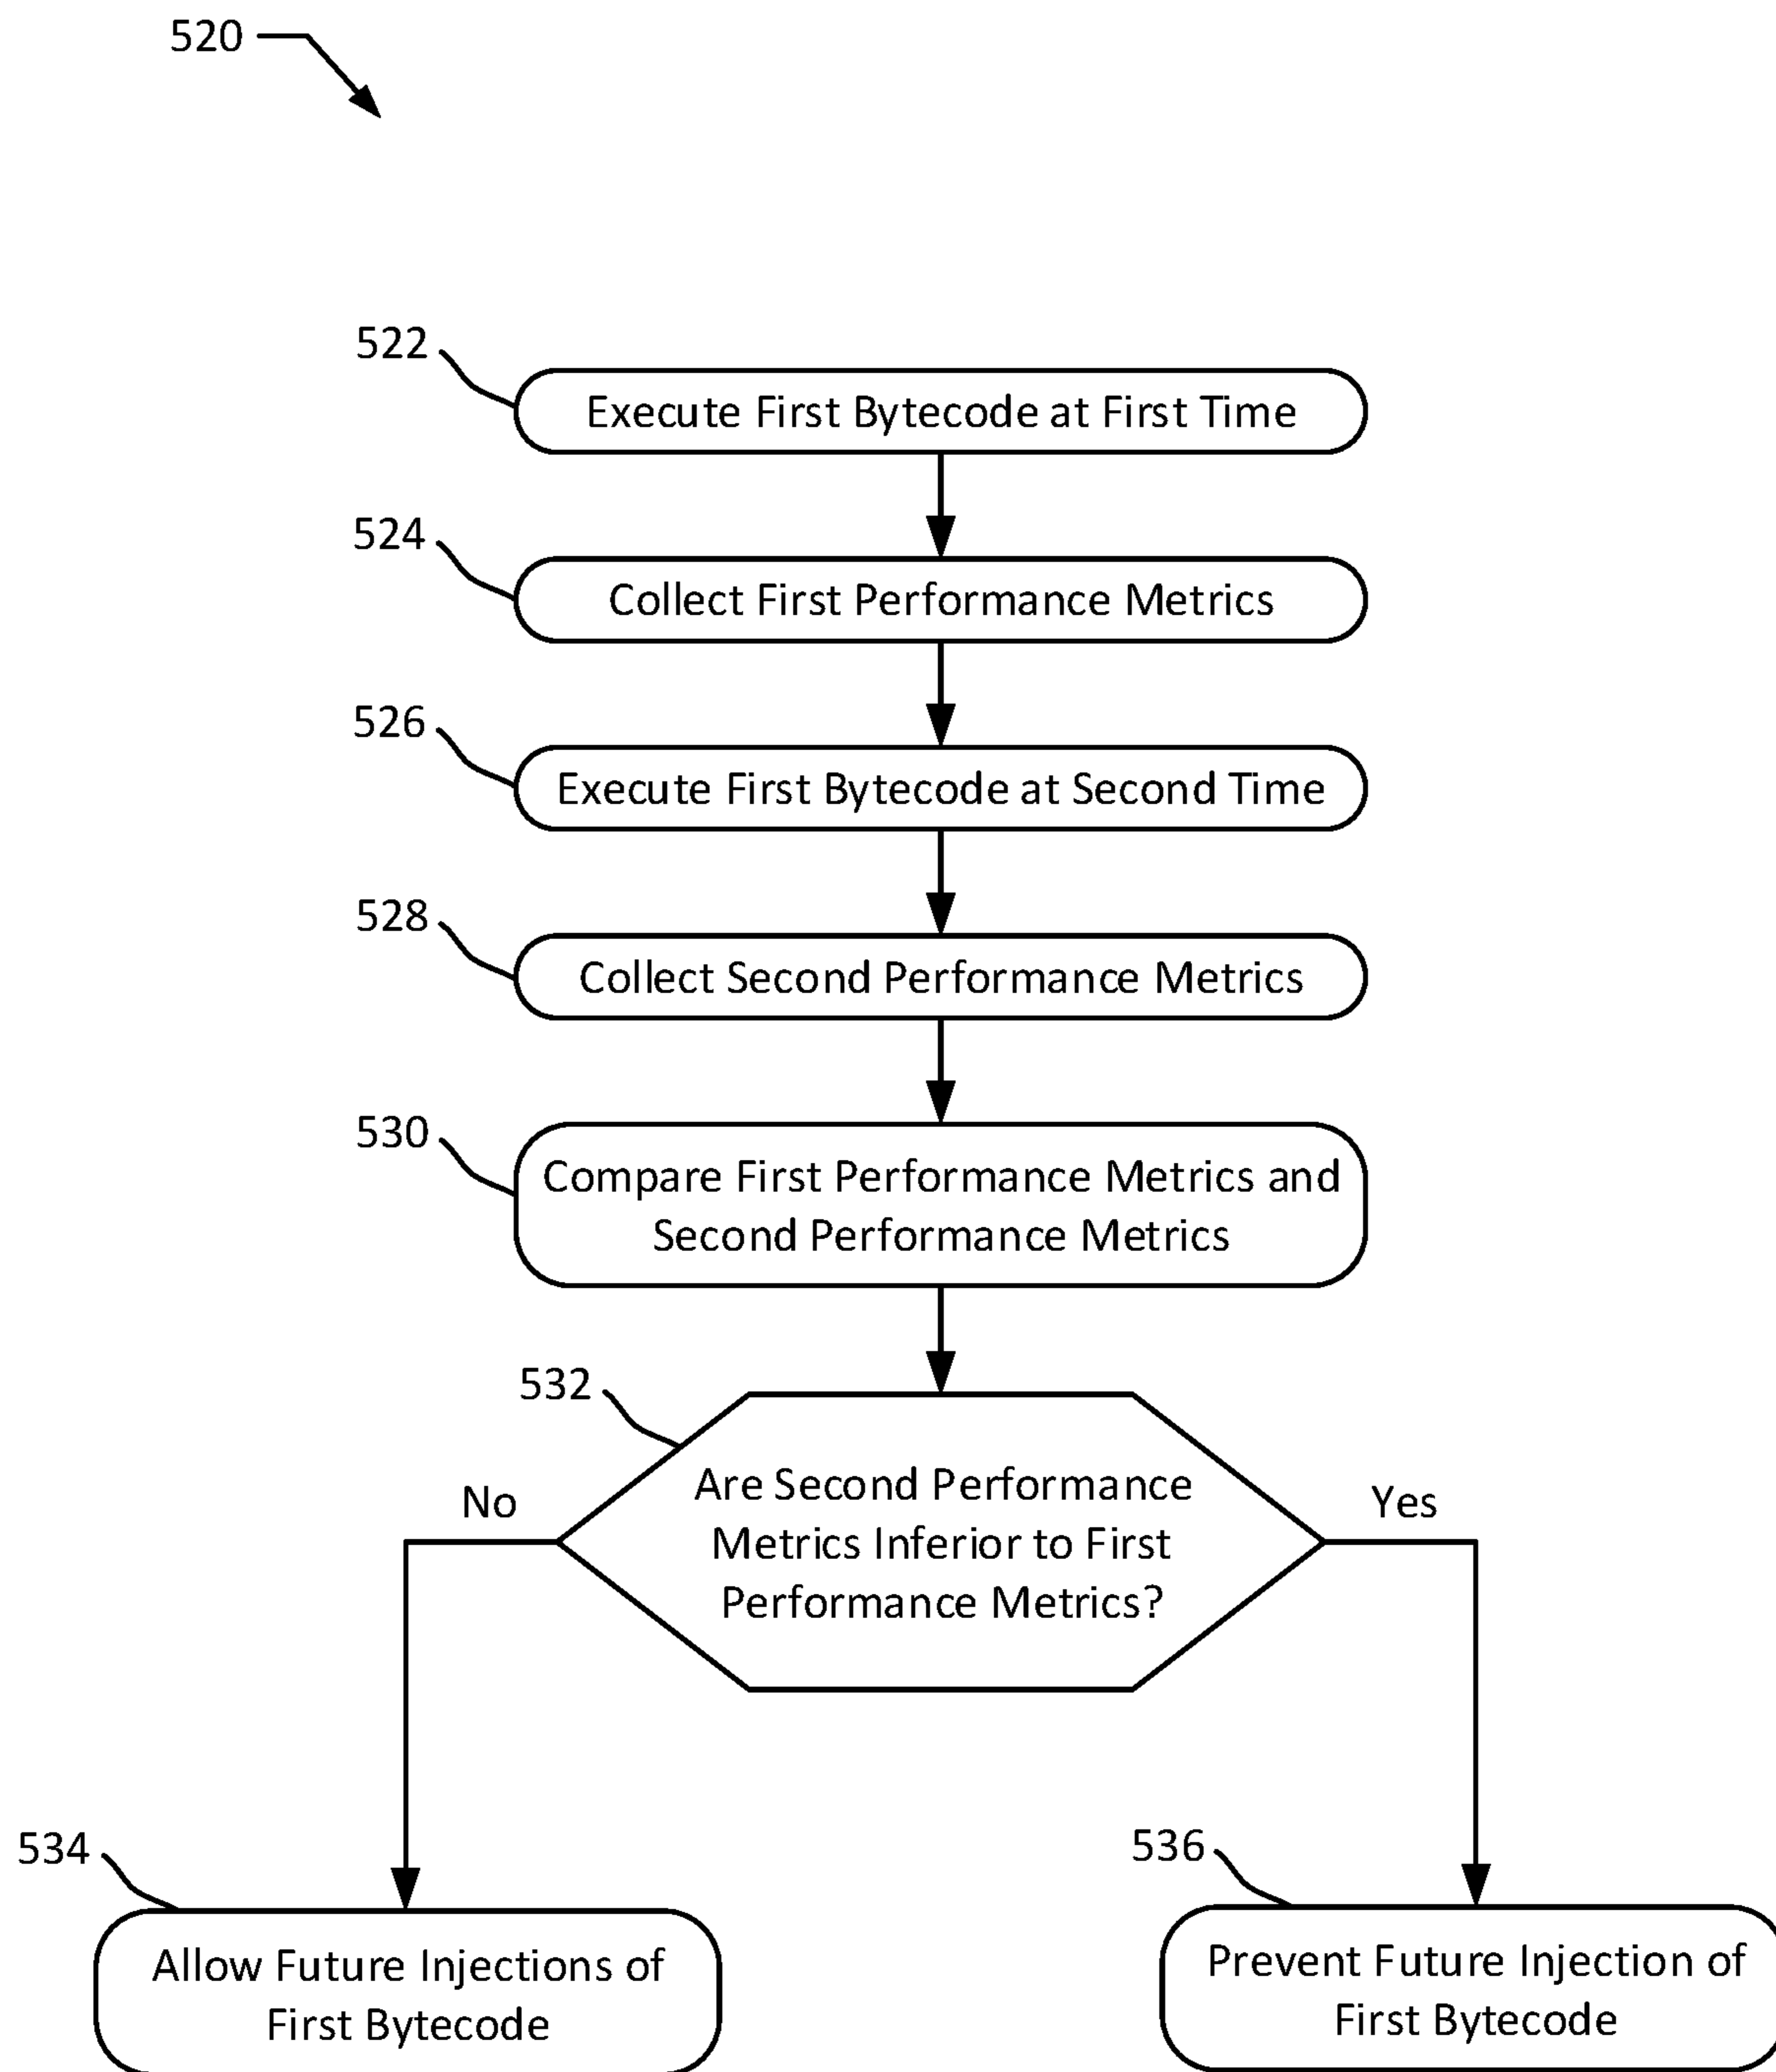 520
522
Execute First Bytecode at First Time
524
Collect First Performance Metrics
526
Execute First Bytecode at Second Time
528
Collect Second Performance Metrics
530
Compare First Performance Metrics and
Second Performance Metrics
532
Are Second Performance
Metrics Inferior to First
Performance Metrics?
No
Yes
534
Allow Future Injections of
First Bytecode
536
Prevent Future Injection of
First Bytecode